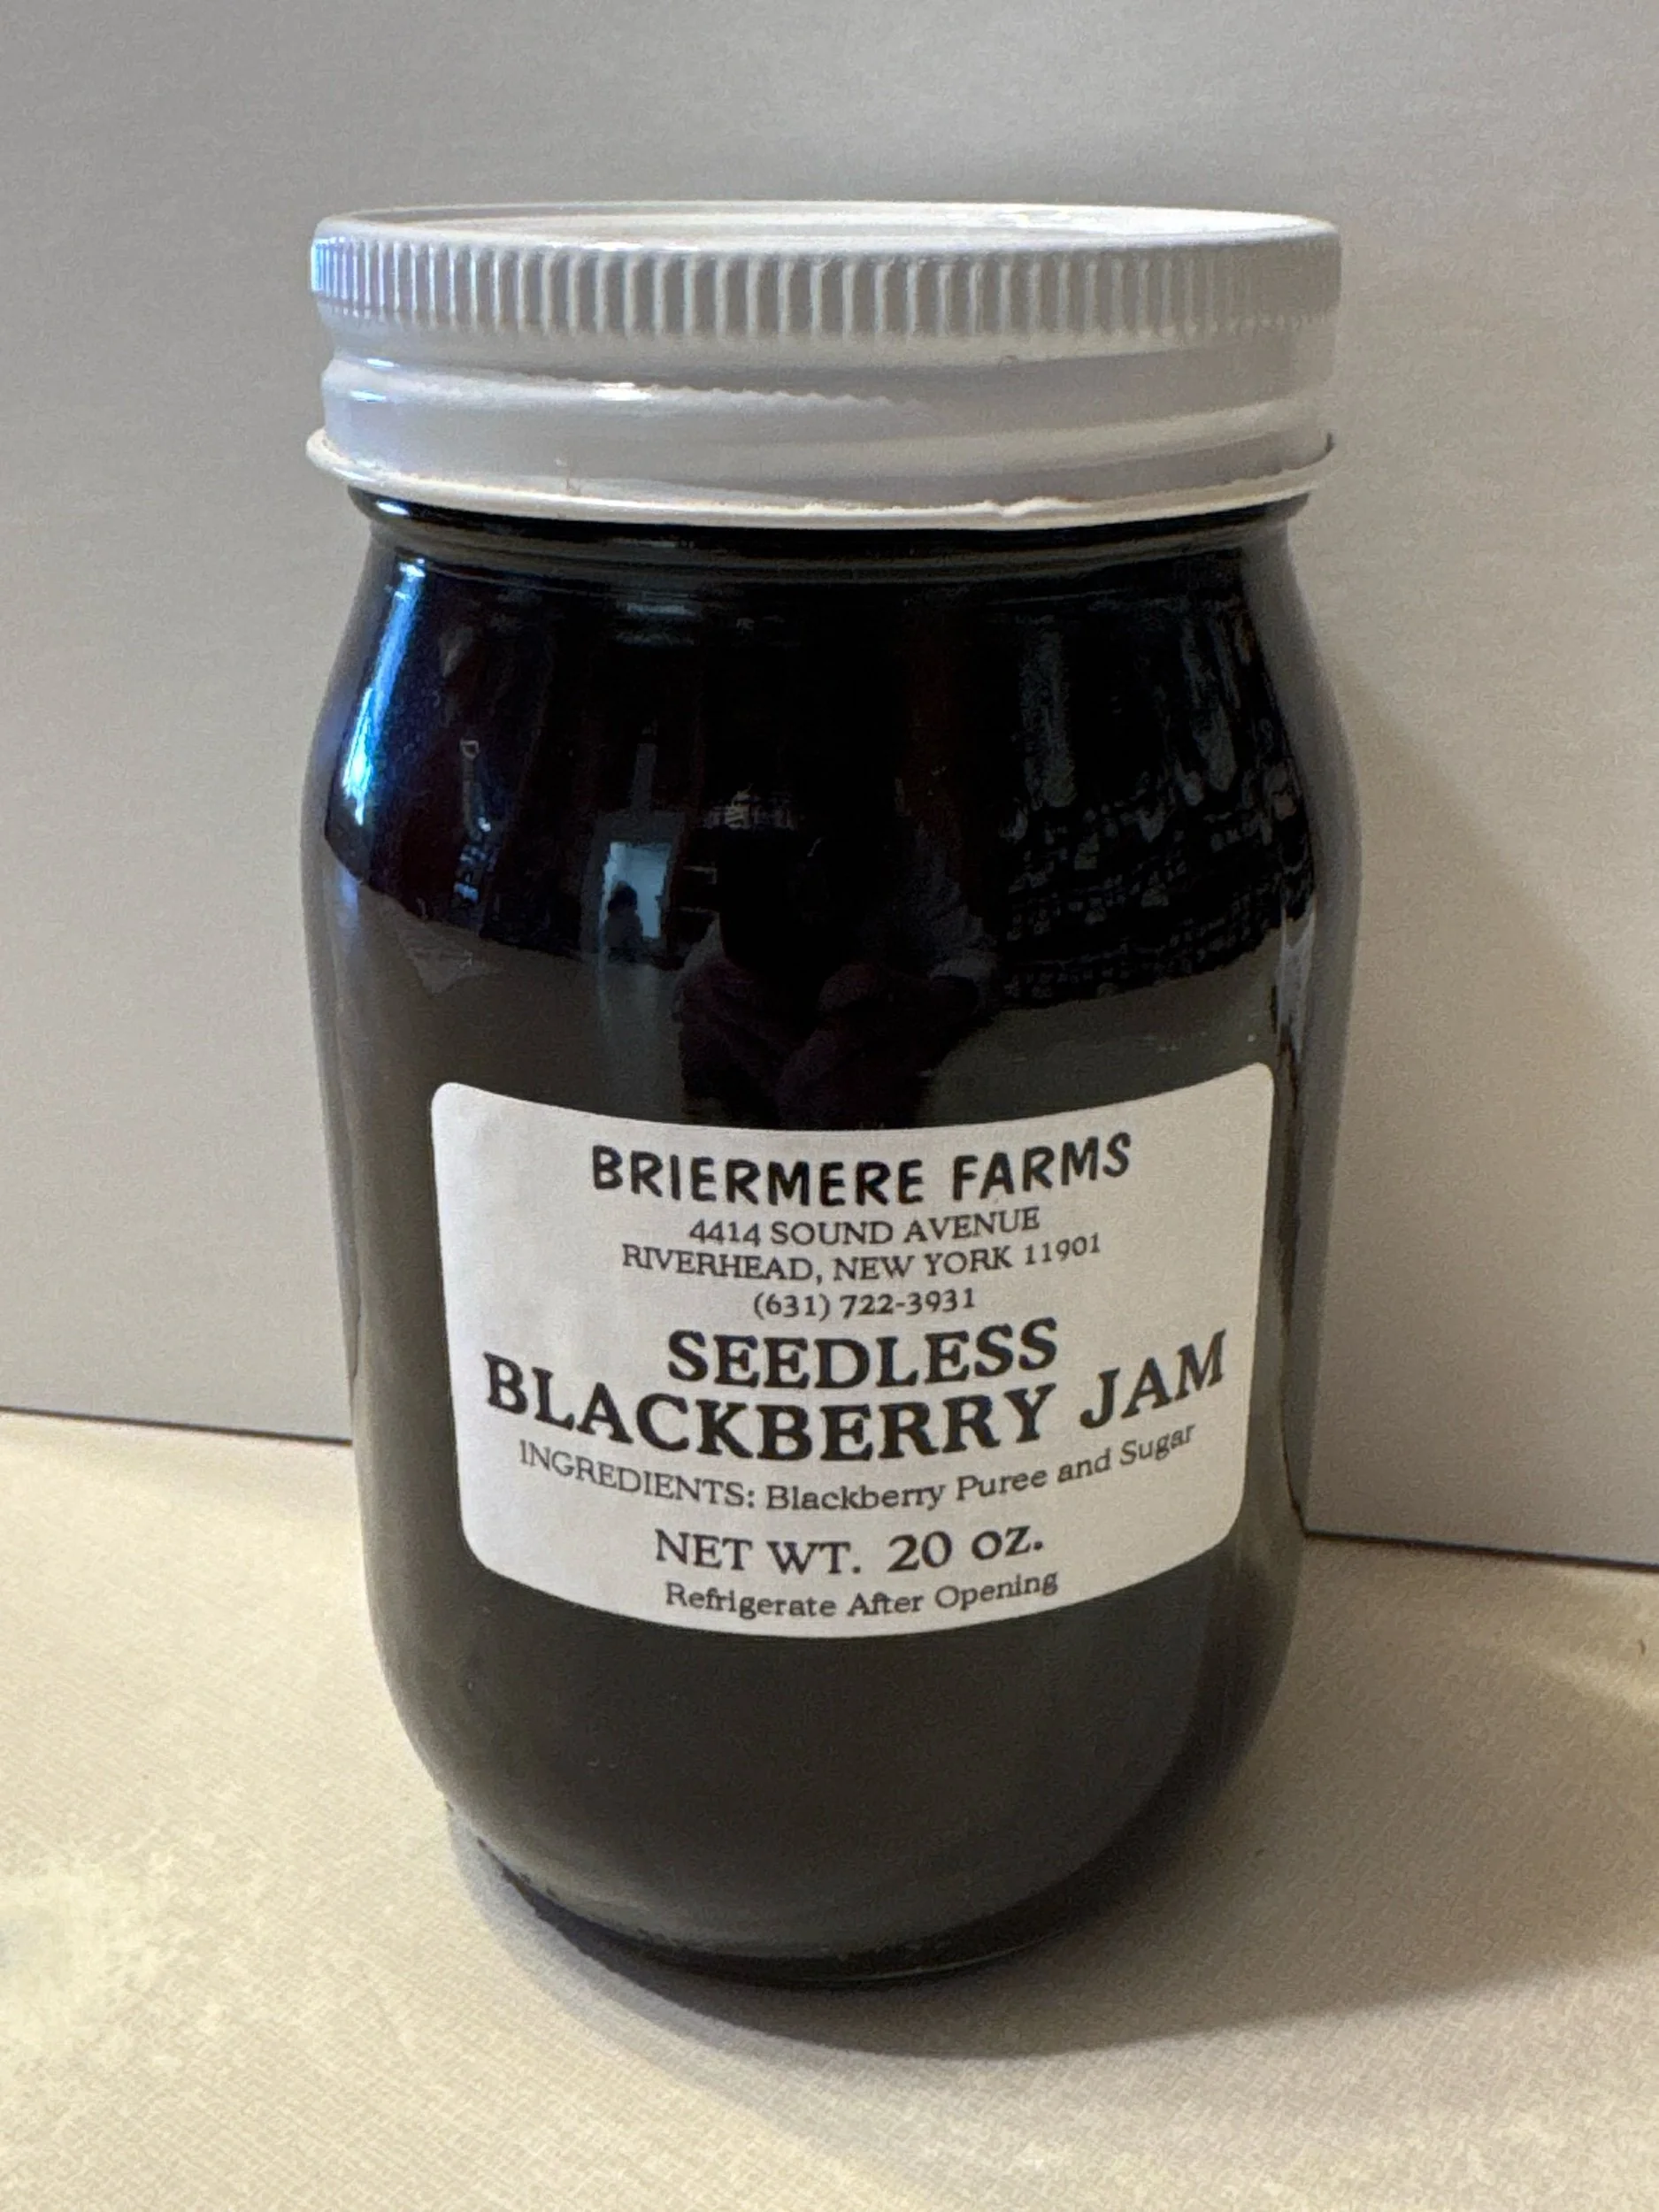 BRIERMERE FARMS
4414 SOUND AVENUE
RIVERHEAD, NEW YORK 11901
(631) 722-3931
SEEDLESS
BLACKBERRY JAM
INGREDIENTS: Blackberry Puree and Sugar
NET WT. 20 oz.
Refrigerate After Opening